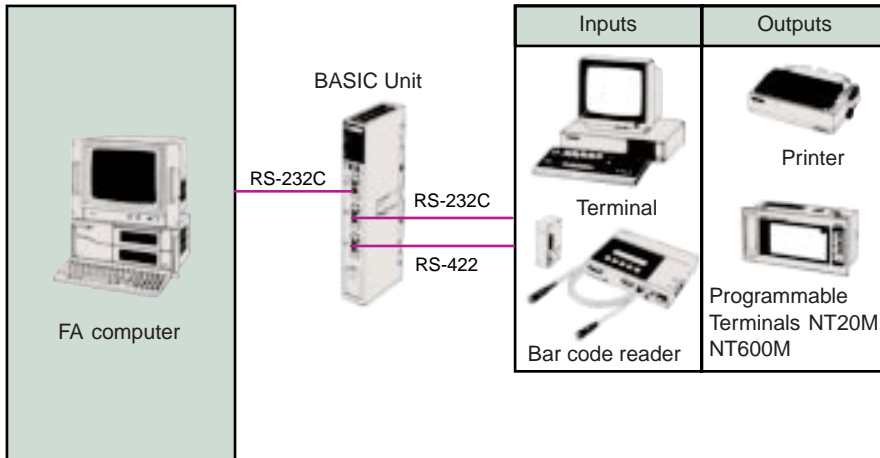 Inputs
Outputs
BASIC Unit
RS-232C
RS-232C
RS-422
Terminal
Printer
Bar code reader
Programmable
Terminals NT20M
NT600M
FA computer